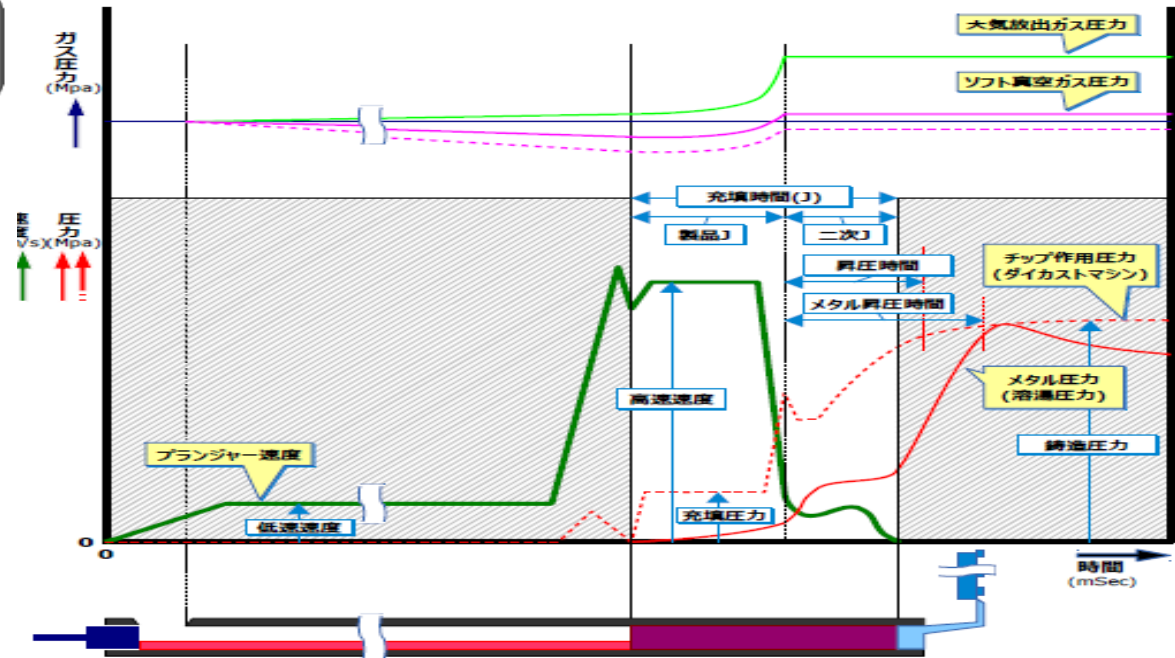 ガス圧力
(Mpa)
大気放出ガス圧力
ソフト真空ガス圧力
充填時間(J)
製品J
二次J
圧力
(Mpa)
昇圧時間
メタル昇圧時間
チップ作用圧力
(ダイカストマシン)
高速速度
メタル圧力
(溶湯圧力)
鋳造圧力
プランジャー速度
低速速度
充填圧力
0
0
時間
(mSec)